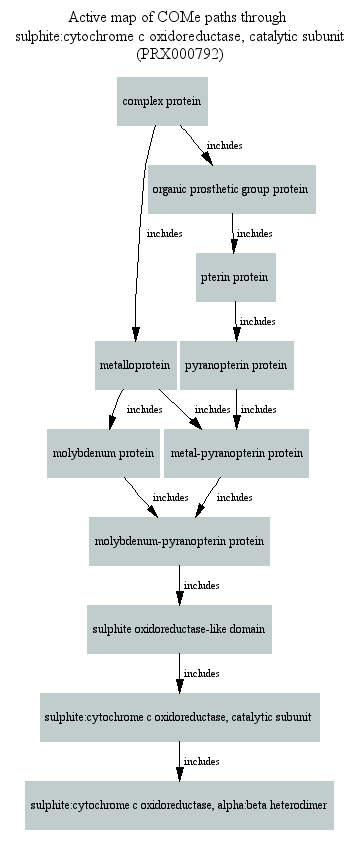 Active map of COMe paths through
sulphite:cytochrome c oxidoreductase, catalytic subunit
(PRX000792)
complex protein
includes
organic prosthetic group protein
includes
includes
pterin protein
includes
metalloprotein
pyranopterin protein
includes
includes
includes
molybdenum protein
metal-pyranopterin protein
includes
includes
molybdenum-pyranopterin protein
includes
sulphite oxidoreductase-like domain
includes
sulphite:cytochrome c oxidoreductase, catalytic subunit
includes
sulphite:cytochrome c oxidoreductase, alpha:beta heterodimer